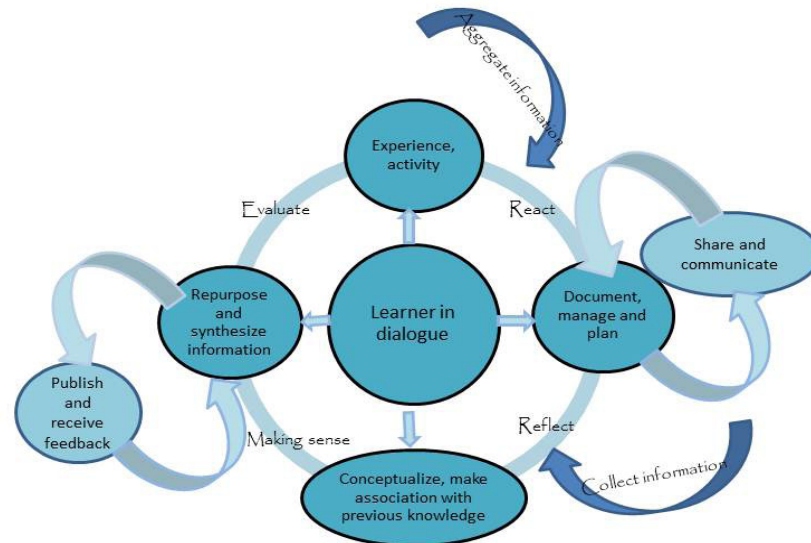 Aggregate information
Experience,
activity
Evaluate
React
Share and
communicate
Repurpose
and
synthesize
information
Learner in
dialogue
Document,
manage and
plan
Publish
and
receive
feedback
Making sense
Reflect
Conceptualize, make
association with
previous knowledge
Collect information